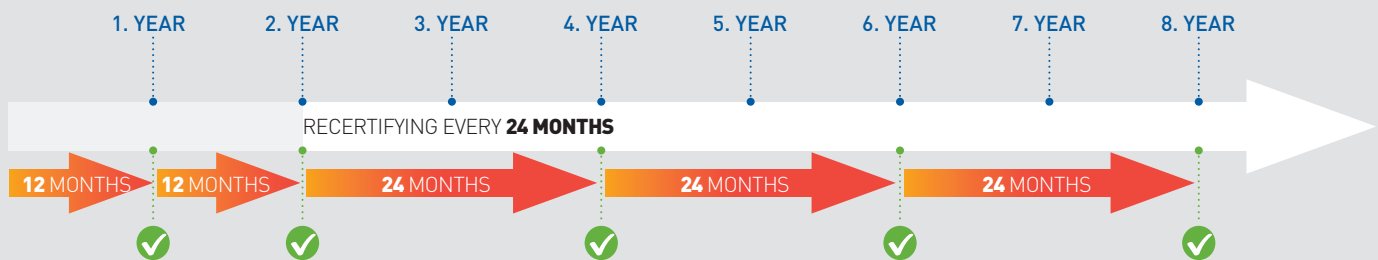 1. YEAR 2. YEAR 3. YEAR 4. YEAR 5. YEAR 6. YEAR 7. YEAR 8. YEAR
RECERTIFYING EVERY 24 MONTHS
12 MONTHS 12 MONTHS 24 MONTHS 24 MONTHS 24 MONTHS